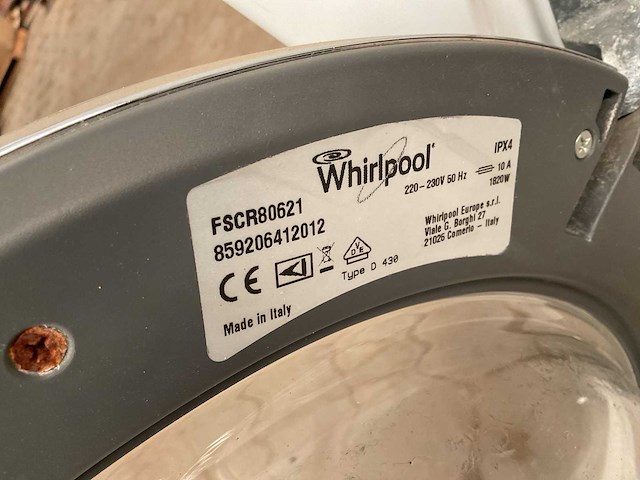 Whirlpool
IPX4
220-230V 50 Hz
10 A
1820W
FSCR80621
859206412012
Whirlpool Europe s.r.l.
Viale G. Borghi 27
21025 Comerio - Italy
CE
VDE
Type D 430
Made in Italy